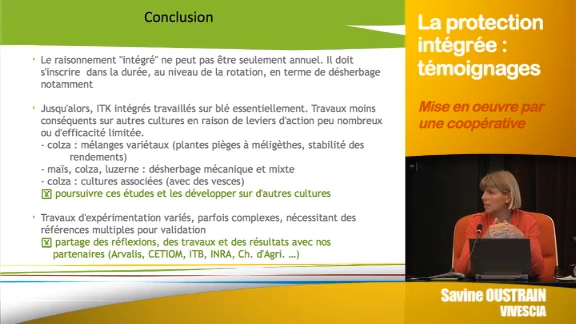 Conclusion
Le raisonnement "intégré" ne peut pas être seulement annuel. Il doit
s'inscrire dans la durée, au niveau de la rotation, en terme de désherbage
notamment
Jusqu'alors, ITK intégrés travaillés sur blé essentiellement. Travaux moins
conséquents sur autres cultures en raison de leviers d'action peu nombreux
ou d'efficacité limitée.
- colza : mélanges variétaux (plantes pièges à méligèthes, stabilité des
rendements)
- maïs, colza, luzerne : désherbage mécanique et mixte
- colza : cultures associées (avec des vesces)
poursuivre ces études et les développer sur d'autres cultures
Travaux d'expérimentation variés, parfois complexes, nécessitant des
références multiples pour validation
partage des réflexions, des travaux et des résultats avec nos
partenaires (Arvalis, CETIOM, ITB, INRA, Ch. d'Agri. ...)
La protection
intégrée :
témoignages
Mise en oeuvre par
une coopérative
Savine OUSTRAIN
VIVESCIA